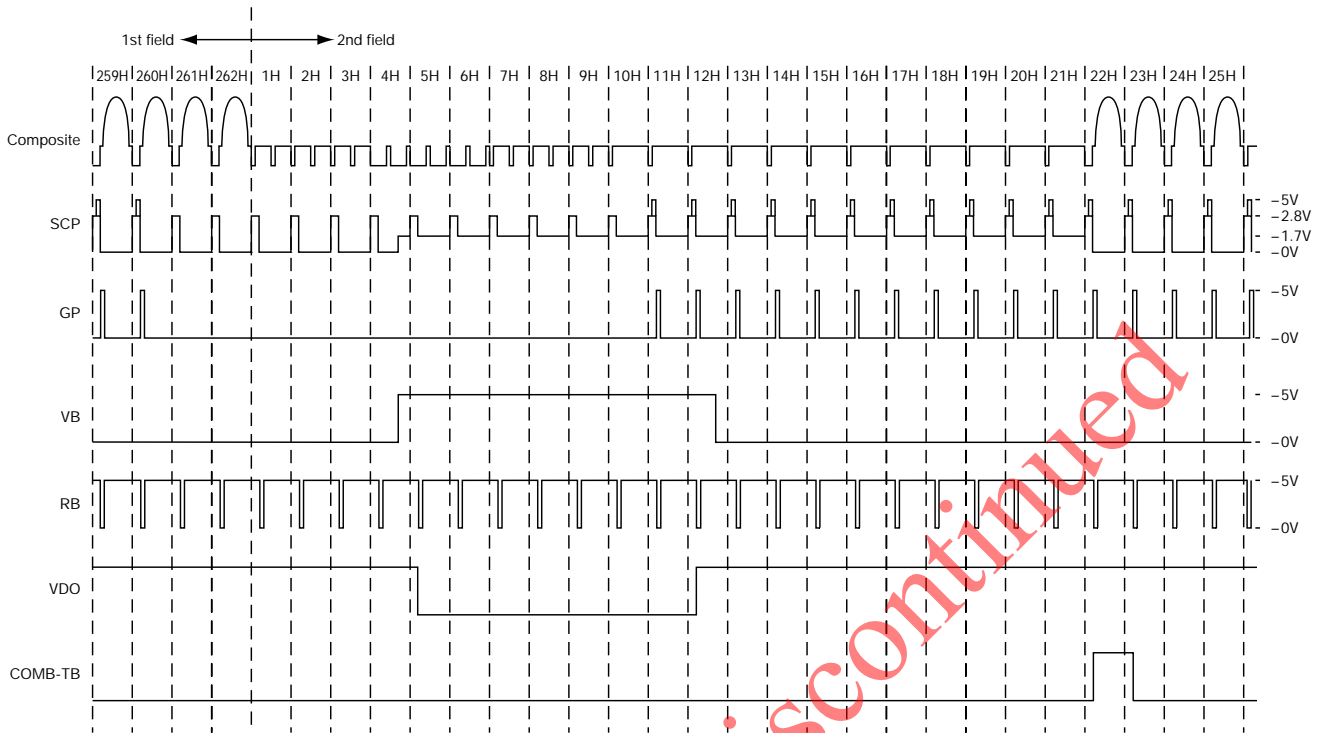 1st field 2nd field
259H 260H 261H 262H 1H 2H 3H 4H 5H 6H 7H 8H 9H 10H 11H 12H 13H 14H 15H 16H 17H 18H 19H 20H 21H 22H 23H 24H 25H
Composite
SCP
–5V
–2.8V
–1.7V
–0V
GP
–5V
–0V
VB
–5V
–0V
RB
–5V
–0V
VDO
COMB-TB
iscontinued